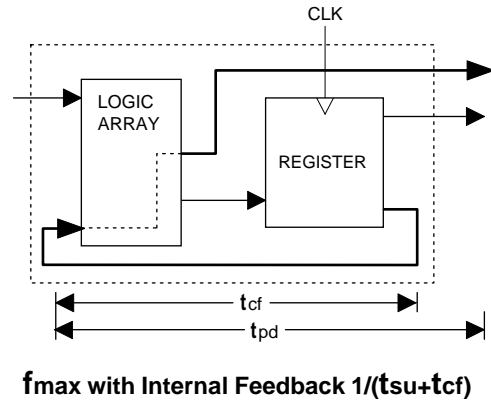 CLK
LOGIC
ARRAY
REGISTER
tcf
tpd
fmax with Internal Feedback 1/(tsu+tcf)